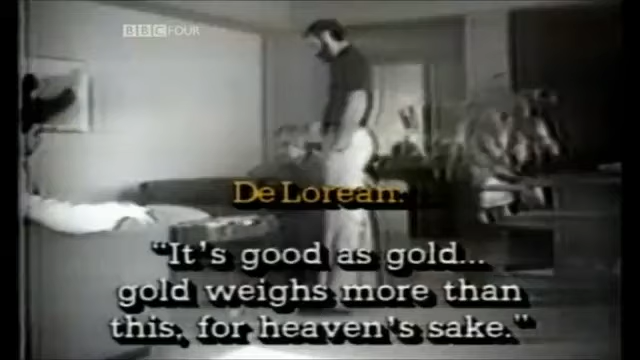 BBC FOUR
De Lorean:
"It's good as gold...
gold weighs more than
this, for heaven's sake."